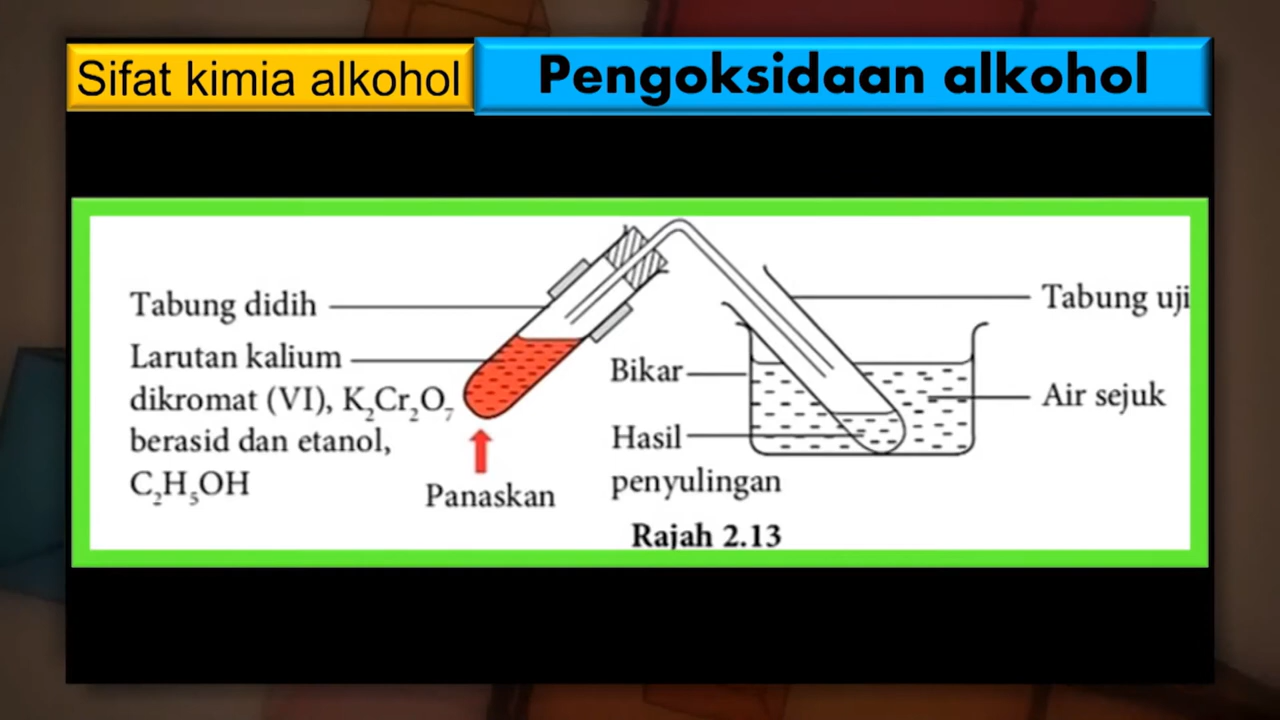 Sifat kimia alkohol
Pengoksidaan alkohol
Tabung didih
Larutan kalium
dikromat (VI), K₂Cr₂O₇
berasid dan etanol,
C₂H₅OH
Panaskan
Bikar
Hasil
penyulingan
Tabung uji
Air sejuk
Rajah 2.13